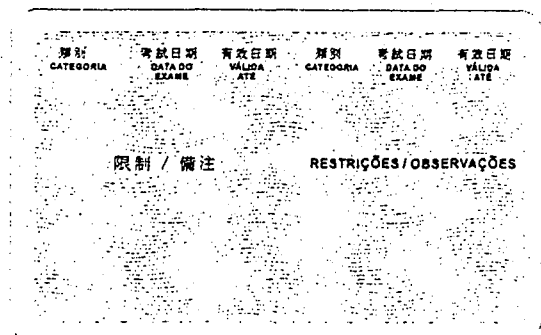 類別 考試日期 有效日期 類別 考試日期 有效日期
CATEGORIA DATA DO VÁLIDA CATEGORIA DATA DO VÁLIDA
EXAME ATÉ EXAME ATÉ
限制 / 備注 RESTRIÇÕES / OBSERVAÇÕES